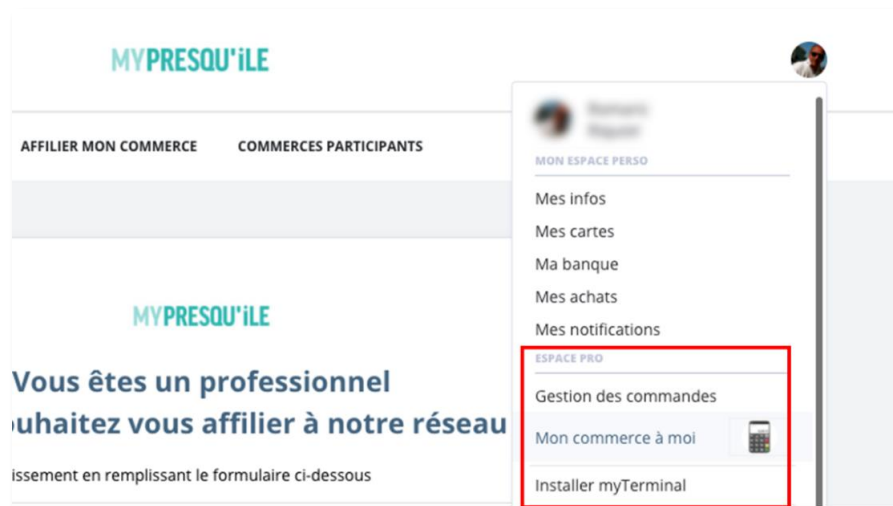 MYPRESQU'iLE
AFFILIER MON COMMERCE
COMMERCES PARTICIPANTS
MYPRESQU'iLE
Vous êtes un professionnel
ouhaitez vous affilier à notre réseau
issement en remplissant le formulaire ci-dessous
MON ESPACE PERSO
Mes infos
Mes cartes
Ma banque
Mes achats
Mes notifications
ESPACE PRO
Gestion des commandes
Mon commerce à moi
Installer myTerminal